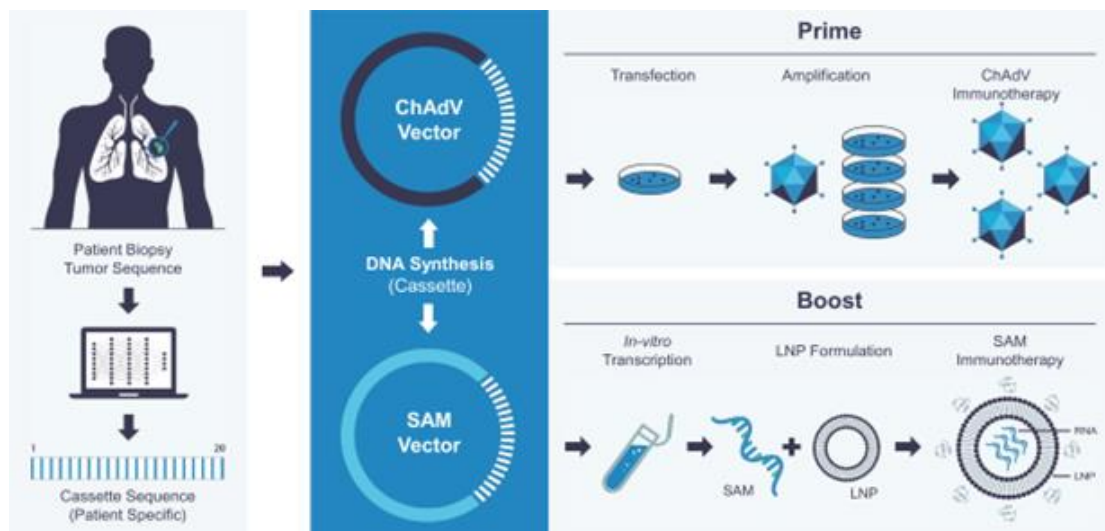 Patient Biopsy
Tumor Sequence
1 20
Cassette Sequence
(Patient Specific)
ChAdV
Vector
DNA Synthesis
(Cassette)
SAM
Vector
Prime
Transfection
Amplification
ChAdV
Immunotherapy
Boost
In-vitro
Transcription
LNP Formulation
SAM
Immunotherapy
SAM
LNP
RNA
LNP